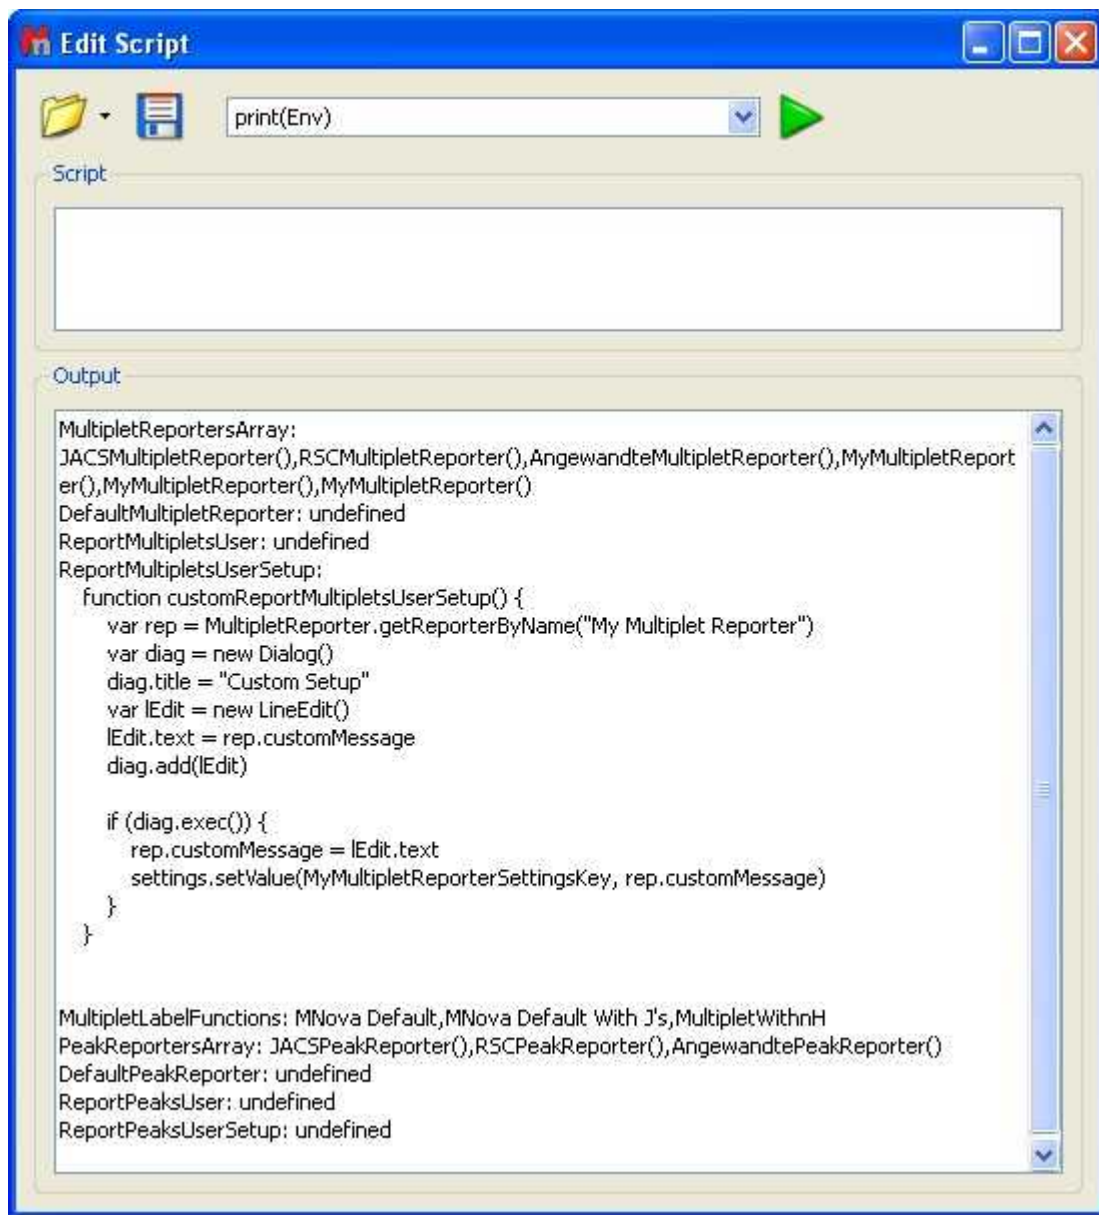 Edit Script
print(Env)
Script
Output
MultipletReportersArray:
JACSMultipletReporter(),RSCMultipletReporter(),AngewandteMultipletReporter(),MyMultipletReport
er(),MyMultipletReporter(),MyMultipletReporter()
DefaultMultipletReporter: undefined
ReportMultipletsUser: undefined
ReportMultipletsUserSetup:
function customReportMultipletsUserSetup() {
var rep = MultipletReporter.getReporterByName("My Multiplet Reporter")
var diag = new Dialog()
diag.title = "Custom Setup"
var lEdit = new LineEdit()
lEdit.text = rep.customMessage
diag.add(lEdit)
if (diag.exec()) {
rep.customMessage = lEdit.text
settings.setValue(MyMultipletReporterSettingsKey, rep.customMessage)
}
}
MultipletLabelFunctions: MNova Default,MNova Default With J's,MultipletWithnH
PeakReportersArray: JACSPeakReporter(),RSCPeakReporter(),AngewandtePeakReporter()
DefaultPeakReporter: undefined
ReportPeaksUser: undefined
ReportPeaksUserSetup: undefined